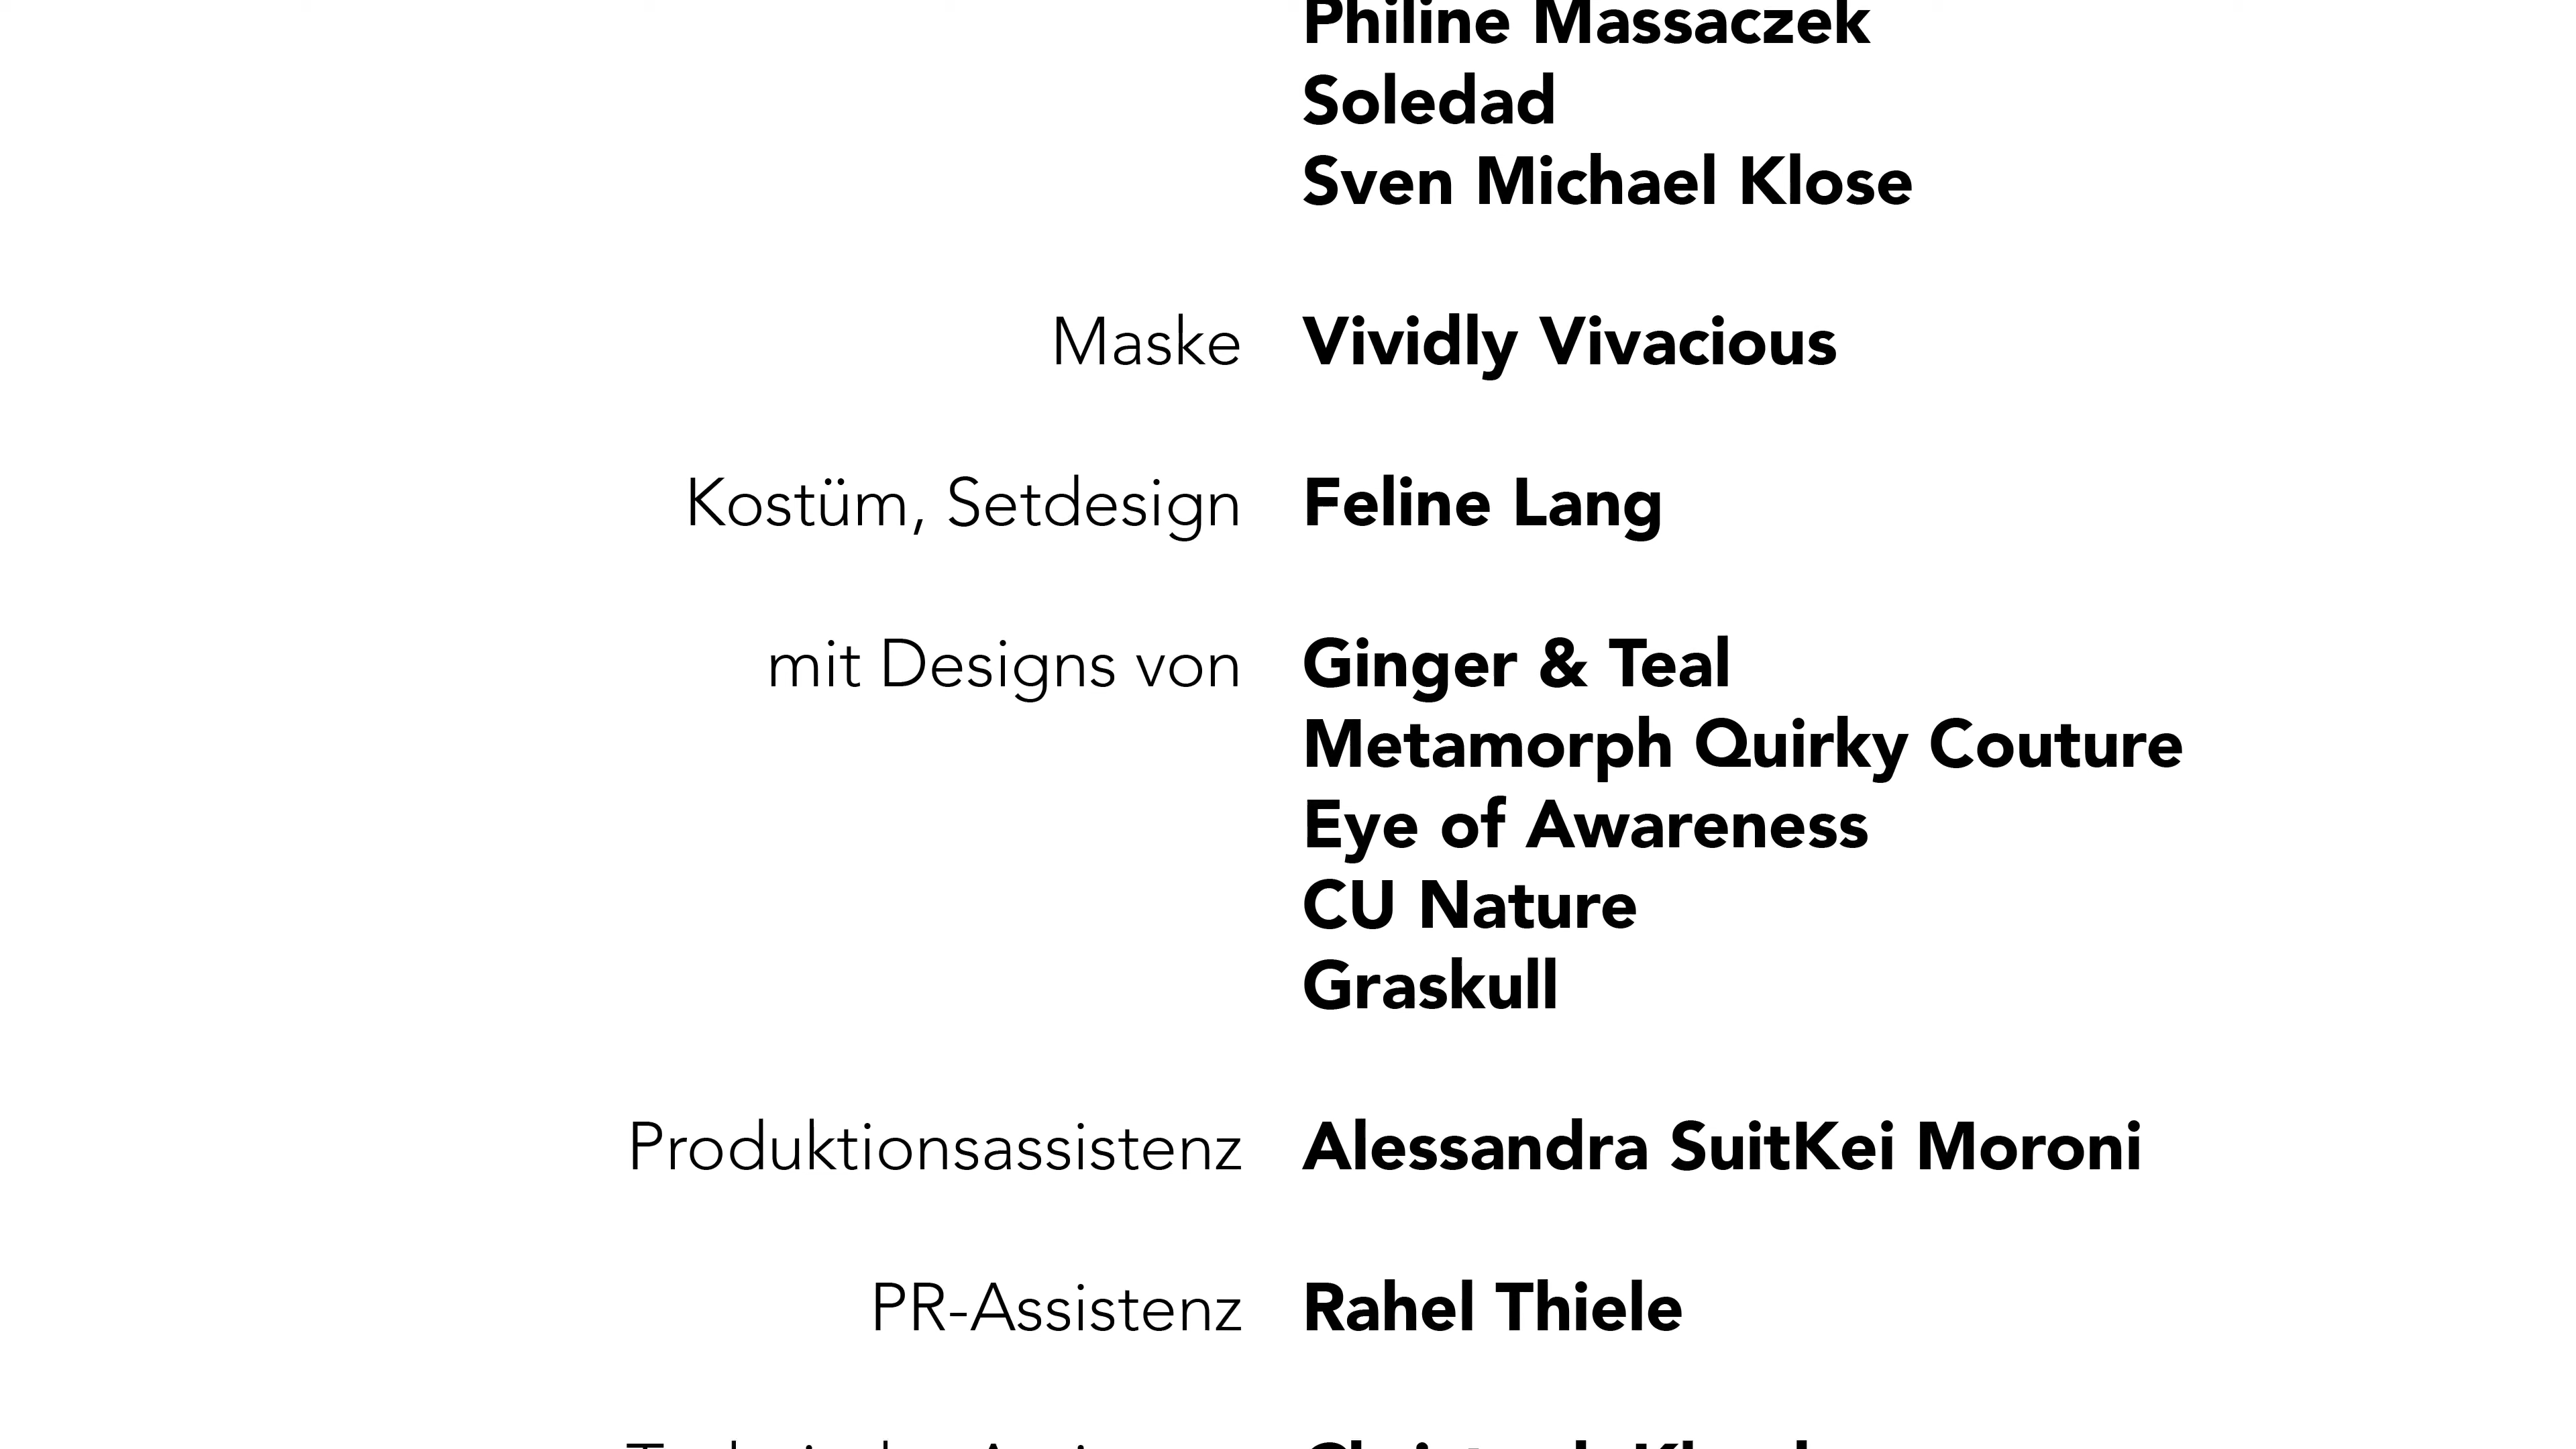 Philine Massaczek
Soledad
Sven Michael Klose
Maske Vividly Vivacious
Kostüm, Setdesign Feline Lang
mit Designs von Ginger & Teal
Metamorph Quirky Couture
Eye of Awareness
CU Nature
Graskull
Produktionsassistenz Alessandra SuitKei Moroni
PR-Assistenz Rahel Thiele